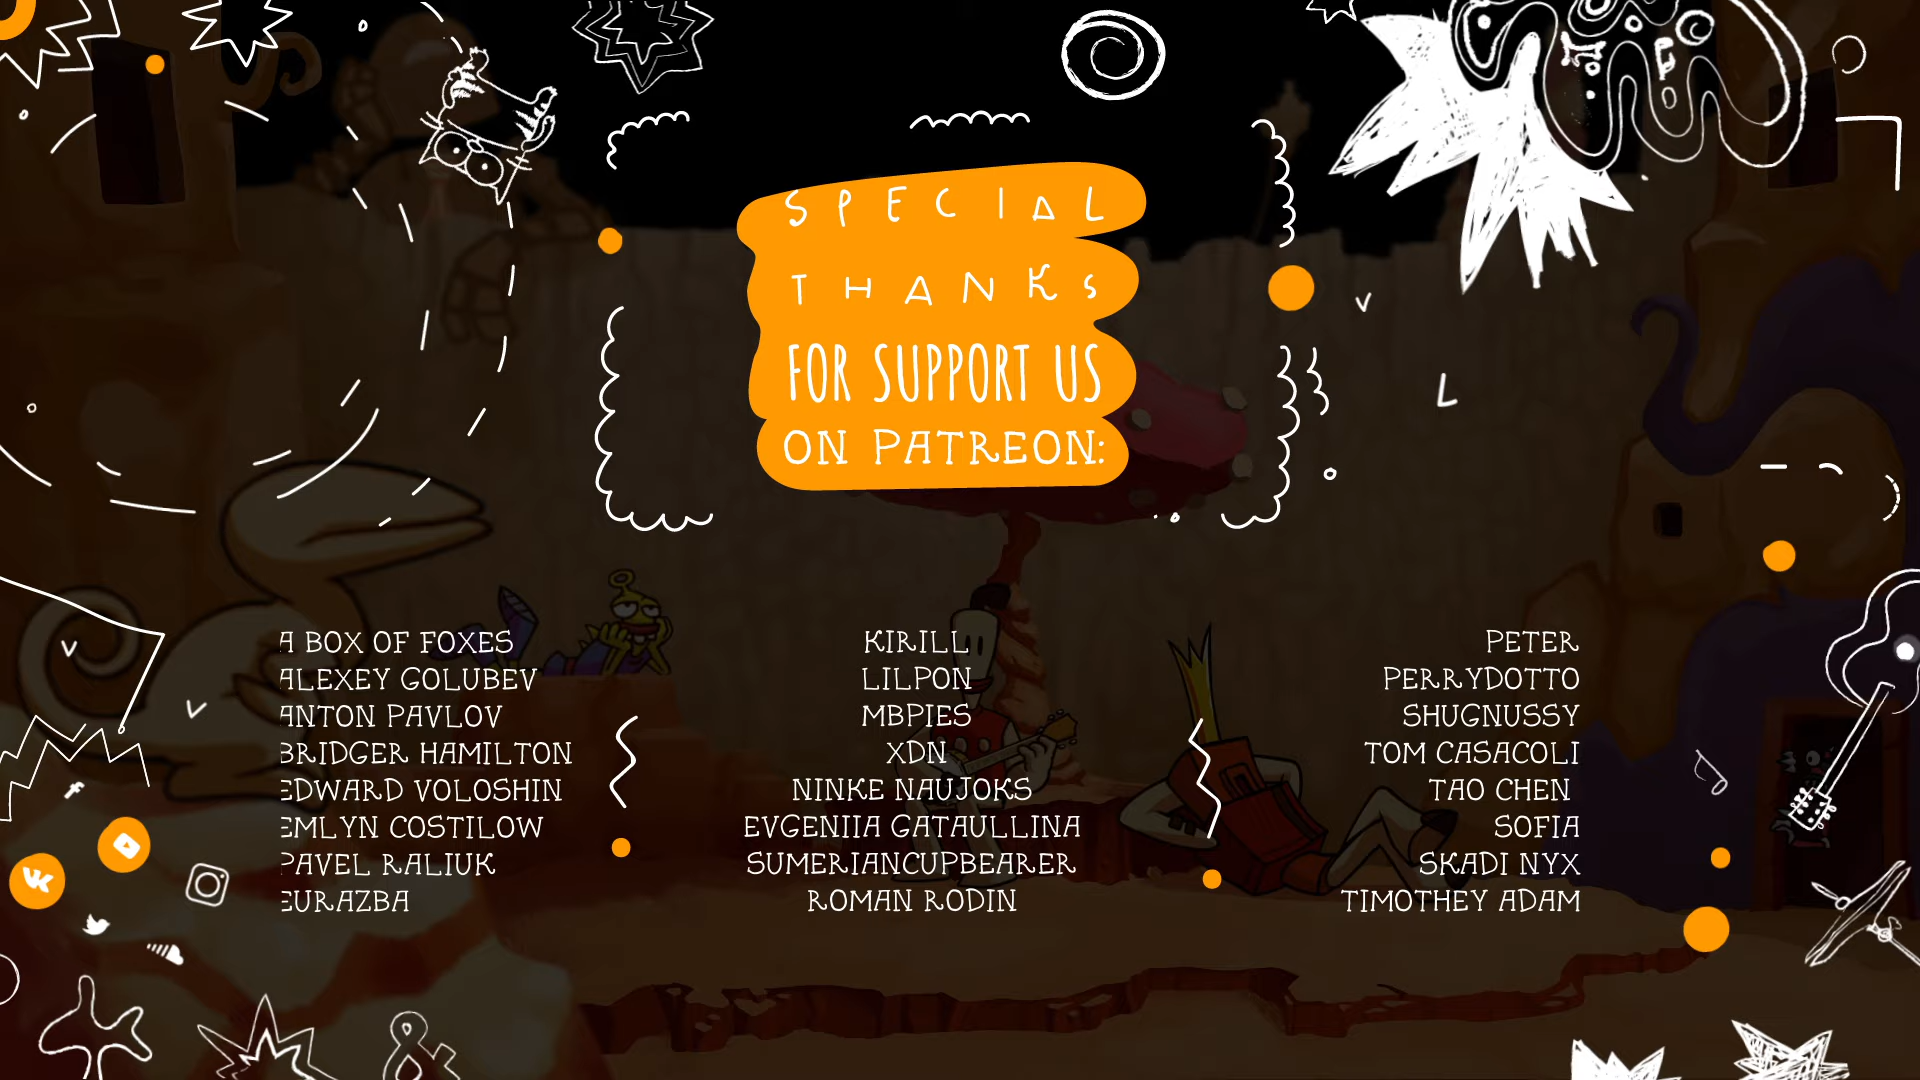 SPECIAL
THANKS
FOR SUPPORT US
ON PATREON:
A BOX OF FOXES
ALEXEY GOLUBEV
ANTON PAVLOV
BRIDGER HAMILTON
EDWARD VOLOSHIN
EMLYN COSTILOW
PAVEL RALIUK
EURAZBA
KIRILL
LILPON
MBPIES
XDN
NINKE NAUJOKS
EVGENIIA GATAULLINA
SUMERIANCUPBEARER
ROMAN RODIN
PETER
PERRYDOTTO
SHUGNUSSY
TOM CASACOLI
TAO CHEN
SOFIA
SKADI NYX
TIMOTHEY ADAM